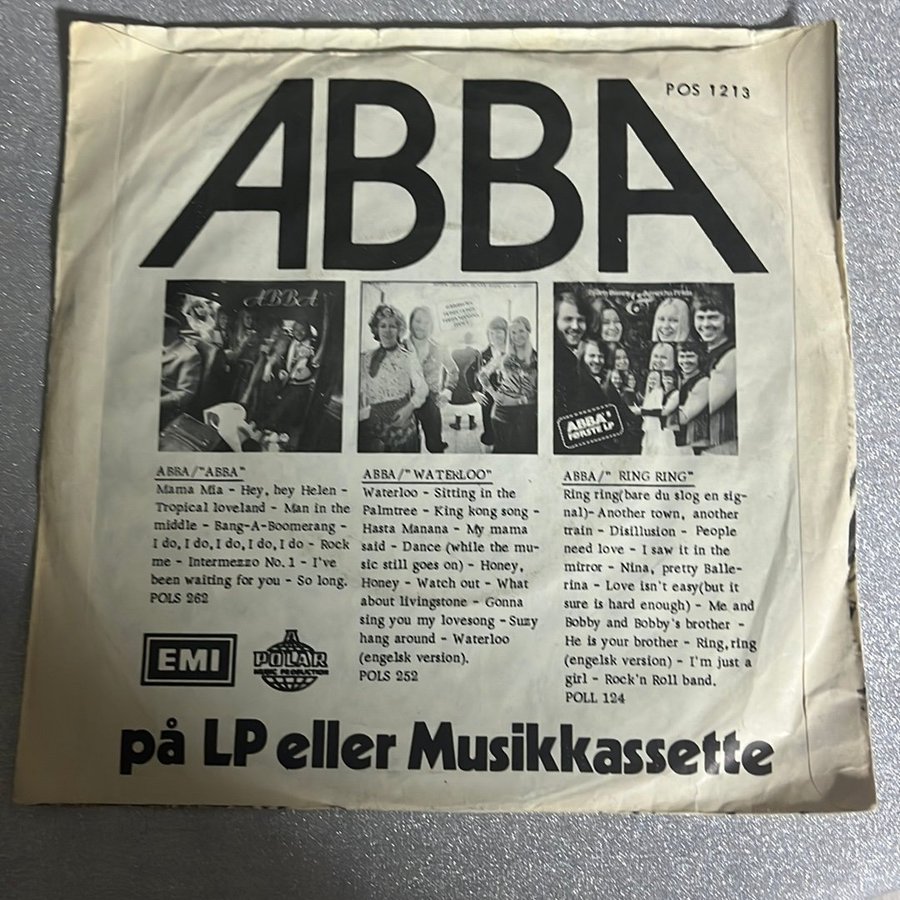 ABBA
POS 1213
ABBA
ABBA'S
FØRSTE LP
ABBA/"ABBA"
Mama Mia - Hey, hey Helen -
Tropical loveland - Man in the
middle - Bang-A-Boomerang -
I do, I do, I do, I do, I do - Rock
me - Intermezzo No. 1 - I've
been waiting for you - So long.
POLS 262
ABBA/" WATERLOO"
Waterloo - Sitting in the
Palmtree - King kong song -
Hasta Manana - My mama
said - Dance (while the mu-
sic still goes on) - Honey,
Honey - Watch out - What
about livingstone - Gonna
sing you my lovesong - Suzy
hang around - Waterloo
(engelsk version).
POLS 252
ABBA/" RING RING"
Ring ring(bare du slog en sig-
nal)- Another town, another
train - Disillusion - People
need love - I saw it in the
mirror - Nina, pretty Balle-
rina - Love isn't easy(but it
sure is hard enough) - Me and
Bobby and Bobby's brother -
He is your brother - Ring,ring
(engelsk version) - I'm just a
girl - Rock'n Roll band.
POLL 124
EMI
POLAR
MUSIC PRODUCTION
på LP eller Musikkassette